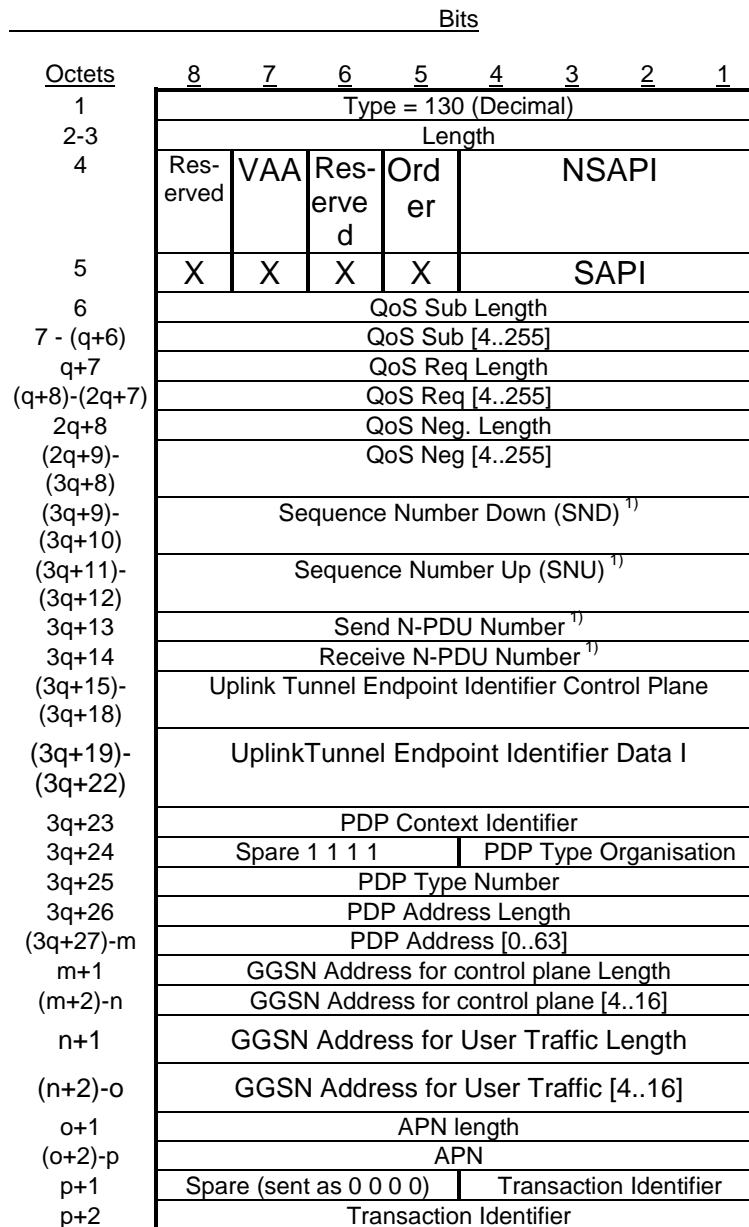 Bits
Octets 8 7 6 5 4 3 2 1
1 Type = 130 (Decimal)
2-3 Length
4 Res- VAA Res- Ord NSAPI
erved erve er
d
5 X X X X SAPI
6 QoS Sub Length
7 - (q+6) QoS Sub [4..255]
q+7 QoS Req Length
(q+8)-(2q+7) QoS Req [4..255]
2q+8 QoS Neg. Length
(2q+9)- QoS Neg [4..255]
(3q+8)
(3q+9)- Sequence Number Down (SND) 1)
(3q+10)
(3q+11)- Sequence Number Up (SNU) 1)
(3q+12)
3q+13 Send N-PDU Number 1)
3q+14 Receive N-PDU Number 1)
(3q+15)- Uplink Tunnel Endpoint Identifier Control Plane
(3q+18)
(3q+19)- UplinkTunnel Endpoint Identifier Data I
(3q+22)
3q+23 PDP Context Identifier
3q+24 Spare 1 1 1 1 PDP Type Organisation
3q+25 PDP Type Number
3q+26 PDP Address Length
(3q+27)-m PDP Address [0..63]
m+1 GGSN Address for control plane Length
(m+2)-n GGSN Address for control plane [4..16]
n+1 GGSN Address for User Traffic Length
(n+2)-o GGSN Address for User Traffic [4..16]
o+1 APN length
(o+2)-p APN
p+1 Spare (sent as 0 0 0 0) Transaction Identifier
p+2 Transaction Identifier